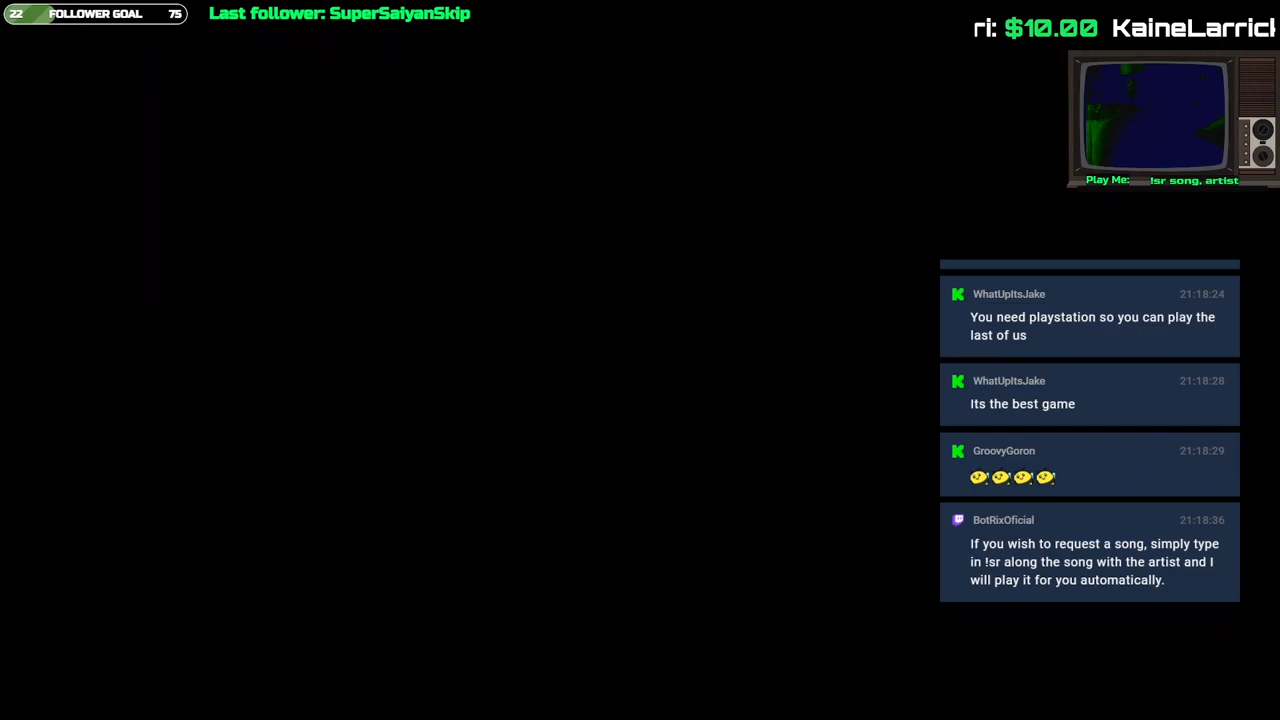 22 FOLLOWER GOAL 75
Last follower: SuperSaiyanSkip
ri: $10.00 KaineLarrick
Play Me: !sr song, artist
WhatUpItsJake 21:18:24
You need playstation so you can play the
last of us
WhatUpItsJake 21:18:28
Its the best game
GroovyGoron 21:18:29
BotRixOficial 21:18:36
If you wish to request a song, simply type
in !sr along the song with the artist and I
will play it for you automatically.